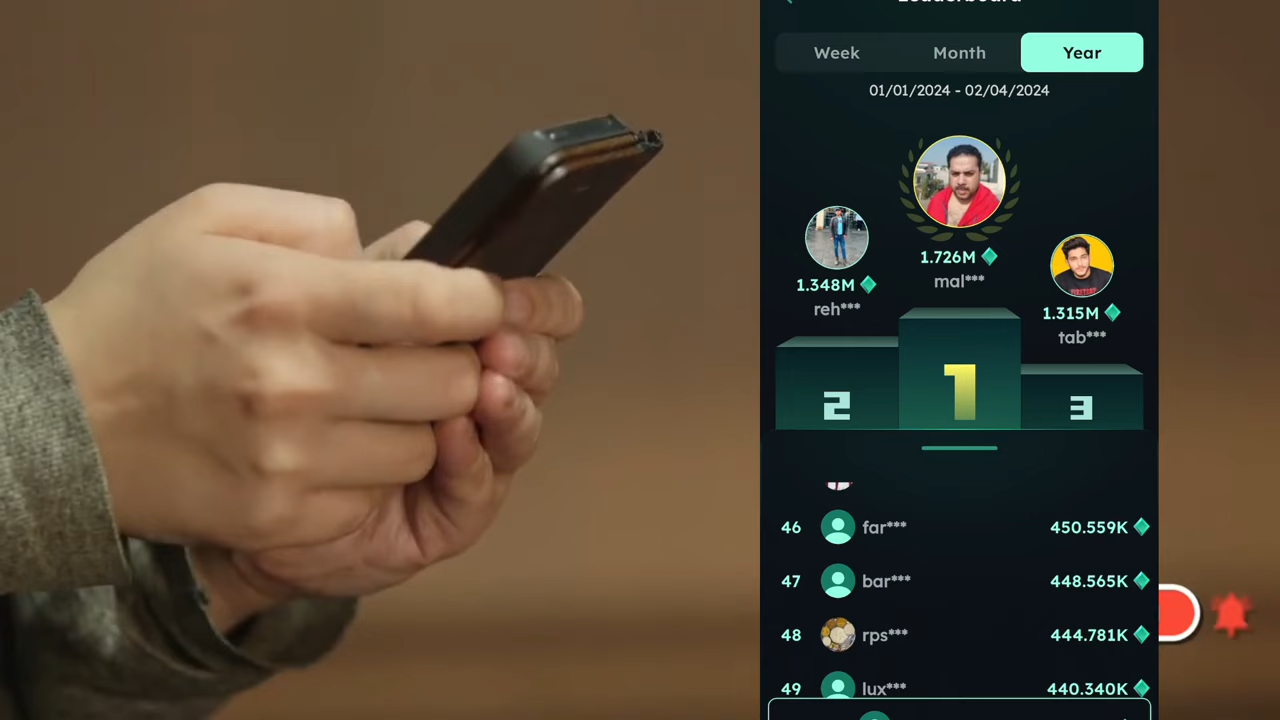 Leaderboard
Week Month Year
01/01/2024 - 02/04/2024
1.726M
mal***
1.348M
reh***
1.315M
tab***
2 1 3
46 far*** 450.559K
47 bar*** 448.565K
48 rps*** 444.781K
49 lux*** 440.340K